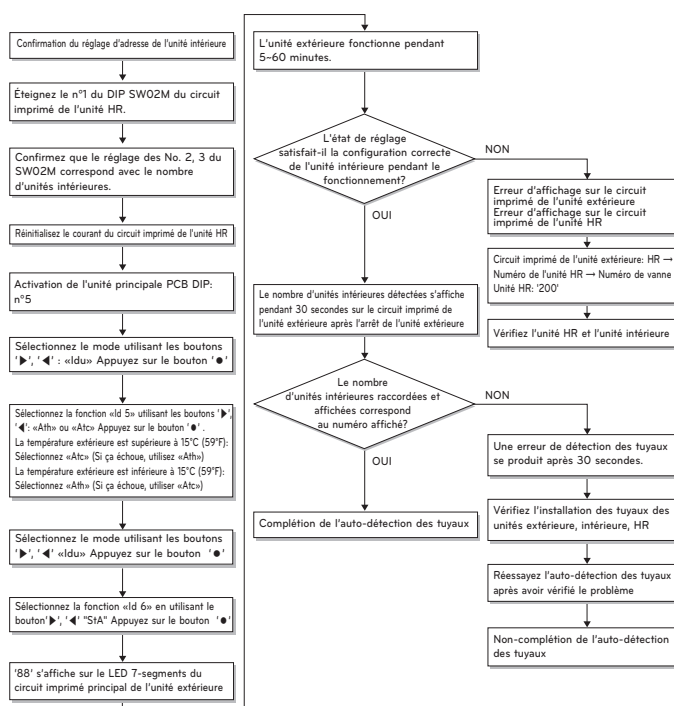 Confirmation du réglage d'adresse de l'unité intérieure
Éteignez le n°1 du DIP SW02M du circuit
imprimé de l'unité HR.
Confirmez que le réglage des No. 2, 3 du
SW02M correspond avec le nombre
d'unités intérieures.
Réinitialisez le courant du circuit imprimé de l'unité HR
Activation de l'unité principale PCB DIP:
n°5
Sélectionnez le mode utilisant les boutons
'▶', '◀' : «Idu» Appuyez sur le bouton '●'
Sélectionnez la fonction «Id 5» utilisant les boutons '▶',
'◀': «Ath» ou «Atc» Appuyez sur le bouton '●' .
La température extérieure est supérieure à 15°C (59°F):
Sélectionnez «Atc» (Si ça échoue, utilisez «Ath»)
La température extérieure est inférieure à 15°C (59°F):
Sélectionnez «Ath» (Si ça échoue, utiliser «Atc»)
Sélectionnez le mode utilisant les boutons
'▶', '◀' «Idu» Appuyez sur le bouton '●'
Sélectionnez la fonction «Id 6» en utilisant le
bouton'▶', '◀' "StA" Appuyez sur le bouton '●'
'88' s'affiche sur le LED 7-segments du
circuit imprimé principal de l'unité extérieure
L'unité extérieure fonctionne pendant
5~60 minutes.
L'état de réglage
satisfait-il la configuration correcte
de l'unité intérieure pendant le
fonctionnement?
NON
OUI
Erreur d'affichage sur le circuit
imprimé de l'unité extérieure
Erreur d'affichage sur le circuit
imprimé de l'unité HR
Circuit imprimé de l'unité extérieure: HR →
Numéro de l'unité HR → Numéro de vanne
Unité HR: '200'
Vérifiez l'unité HR et l'unité intérieure
Le nombre d'unités intérieures détectées s'affiche
pendant 30 secondes sur le circuit imprimé de
l'unité extérieure après l'arrêt de l'unité extérieure
Le nombre
d'unités intérieures raccordées et
affichées correspond
au numéro affiché?
NON
OUI
Complétion de l'auto-détection des tuyaux
Une erreur de détection des tuyaux
se produit après 30 secondes.
Vérifiez l'installation des tuyaux des
unités extérieure, intérieure, HR
Réessayez l'auto-détection des tuyaux
après avoir vérifié le problème
Non-complétion de l'auto-détection
des tuyaux